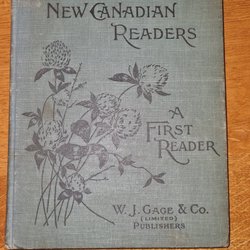 New Canadian
Readers
A
First
Reader
W. J. Gage & Co.
(Limited)
Publishers